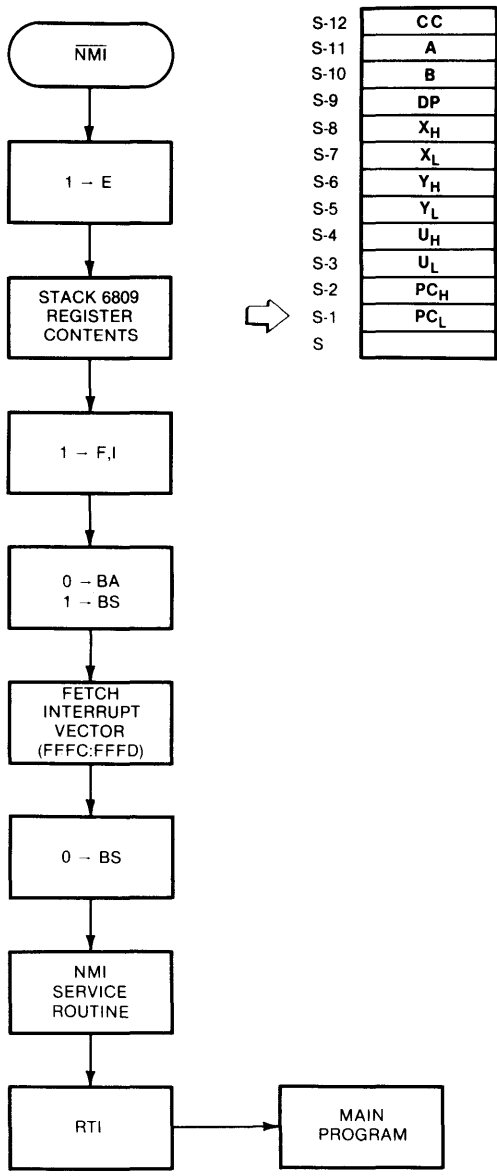 N̅M̅I̅
1 → E
STACK 6809
REGISTER
CONTENTS
1 → F,I
0 → BA
1 → BS
FETCH
INTERRUPT
VECTOR
(FFFC:FFFD)
0 → BS
NMI
SERVICE
ROUTINE
RTI
MAIN
PROGRAM
S-12 CC
S-11 A
S-10 B
S-9 DP
S-8 XH
S-7 XL
S-6 YH
S-5 YL
S-4 UH
S-3 UL
S-2 PCH
S-1 PCL
S